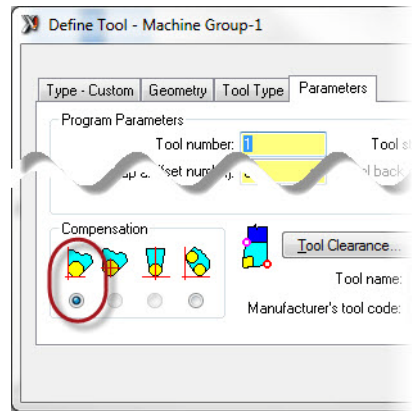 Define Tool - Machine Group-1
Type - Custom Geometry Tool Type Parameters
Program Parameters
Tool number: 1 Tool
Compensation
Tool Clearance...
Tool name:
Manufacturer's tool code: